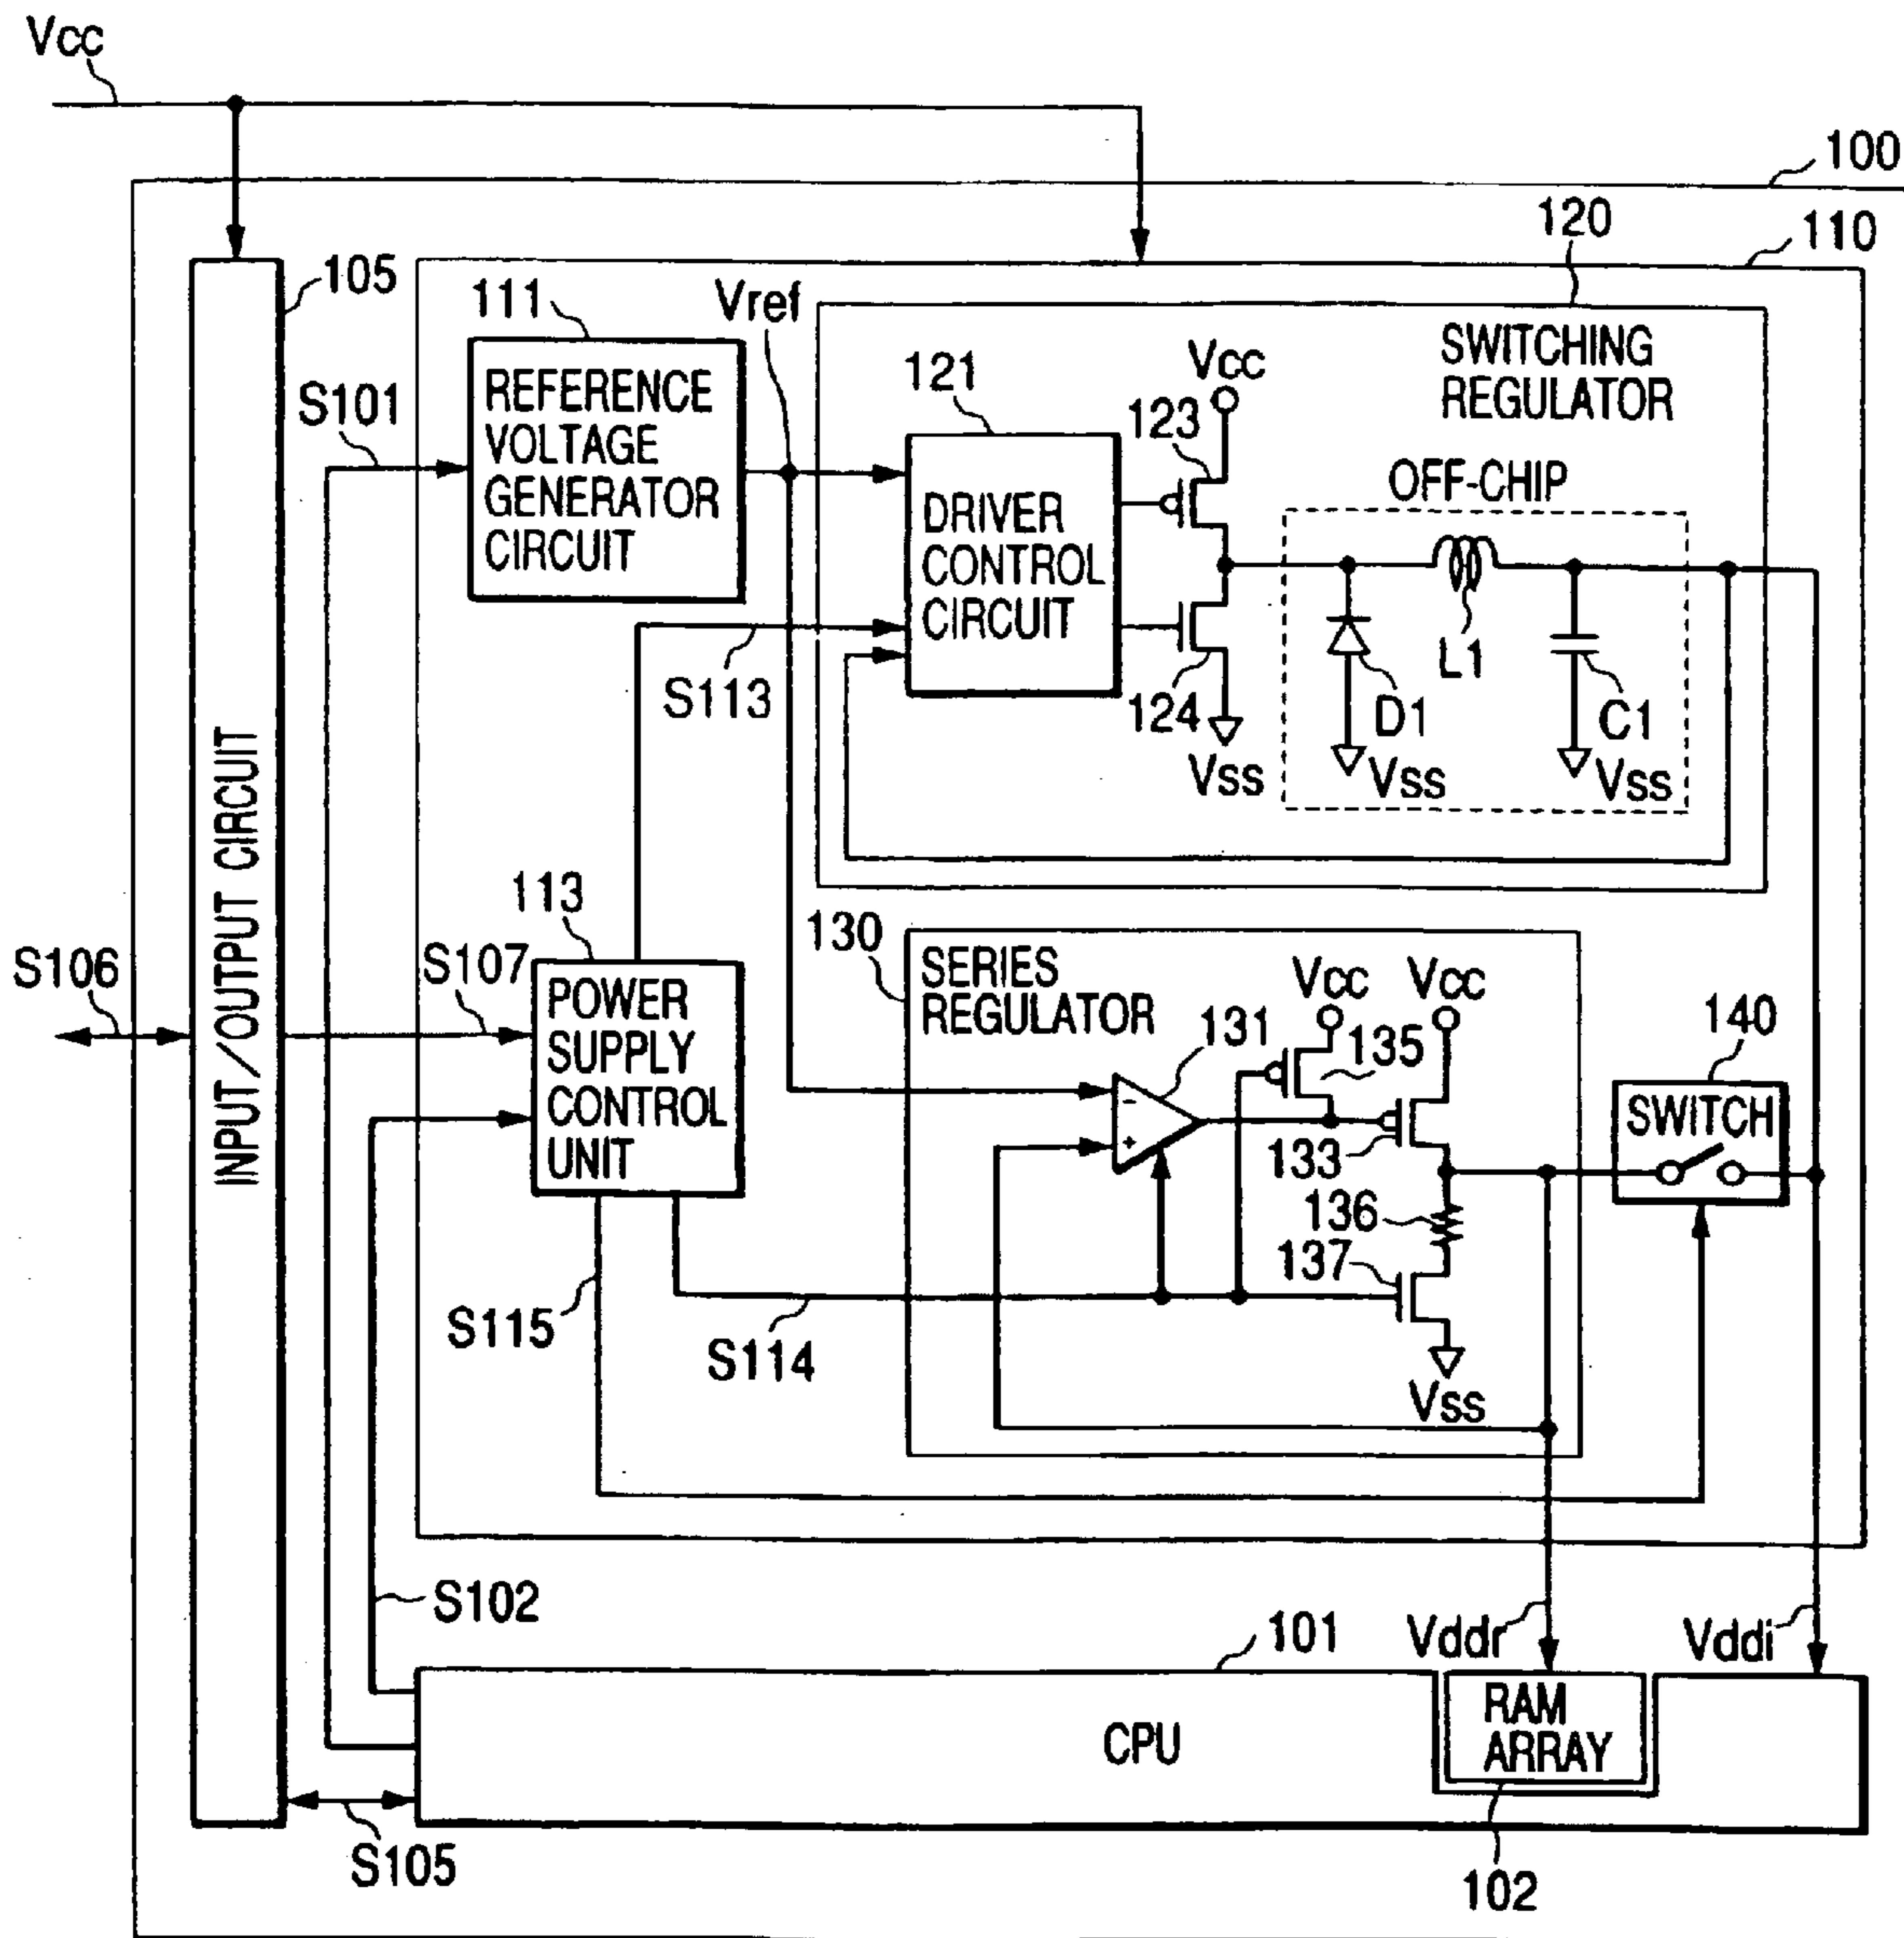 Vcc
100
120
110
105
111
Vref
SWITCHING
REGULATOR
121
Vcc
123
S101
REFERENCE
VOLTAGE
GENERATOR
CIRCUIT
OFF-CHIP
DRIVER
CONTROL
CIRCUIT
L1
S113
124
D1
C1
Vss
Vss
Vss
INPUT/OUTPUT CIRCUIT
113
130
S106
S107
SERIES
REGULATOR
Vcc
Vcc
POWER
SUPPLY
CONTROL
UNIT
131
135
140
SWITCH
-
+
133
136
137
S115
S114
Vss
S102
101
Vddr
Vddi
CPU
RAM
ARRAY
S105
102